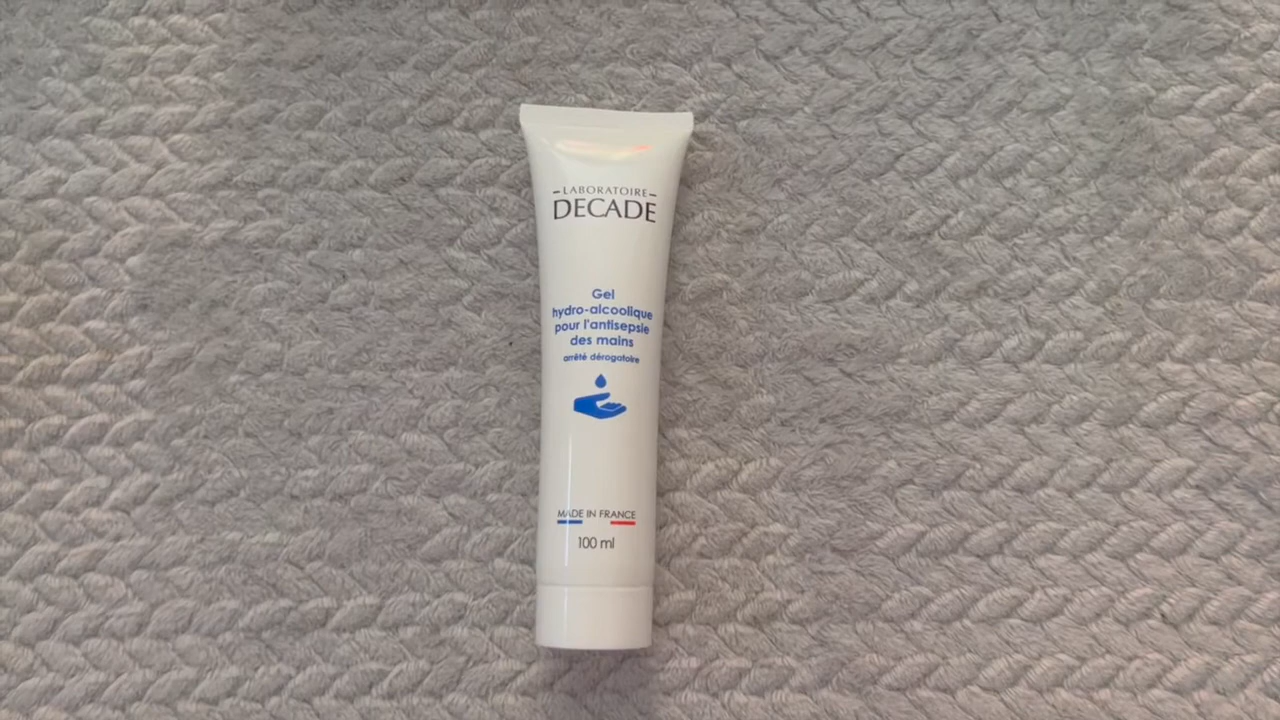 LABORATOIRE
DECADE
Gel
hydro-alcoolique
pour l'antisepsie
des mains
arrêté dérogatoire
MADE IN FRANCE
100 ml